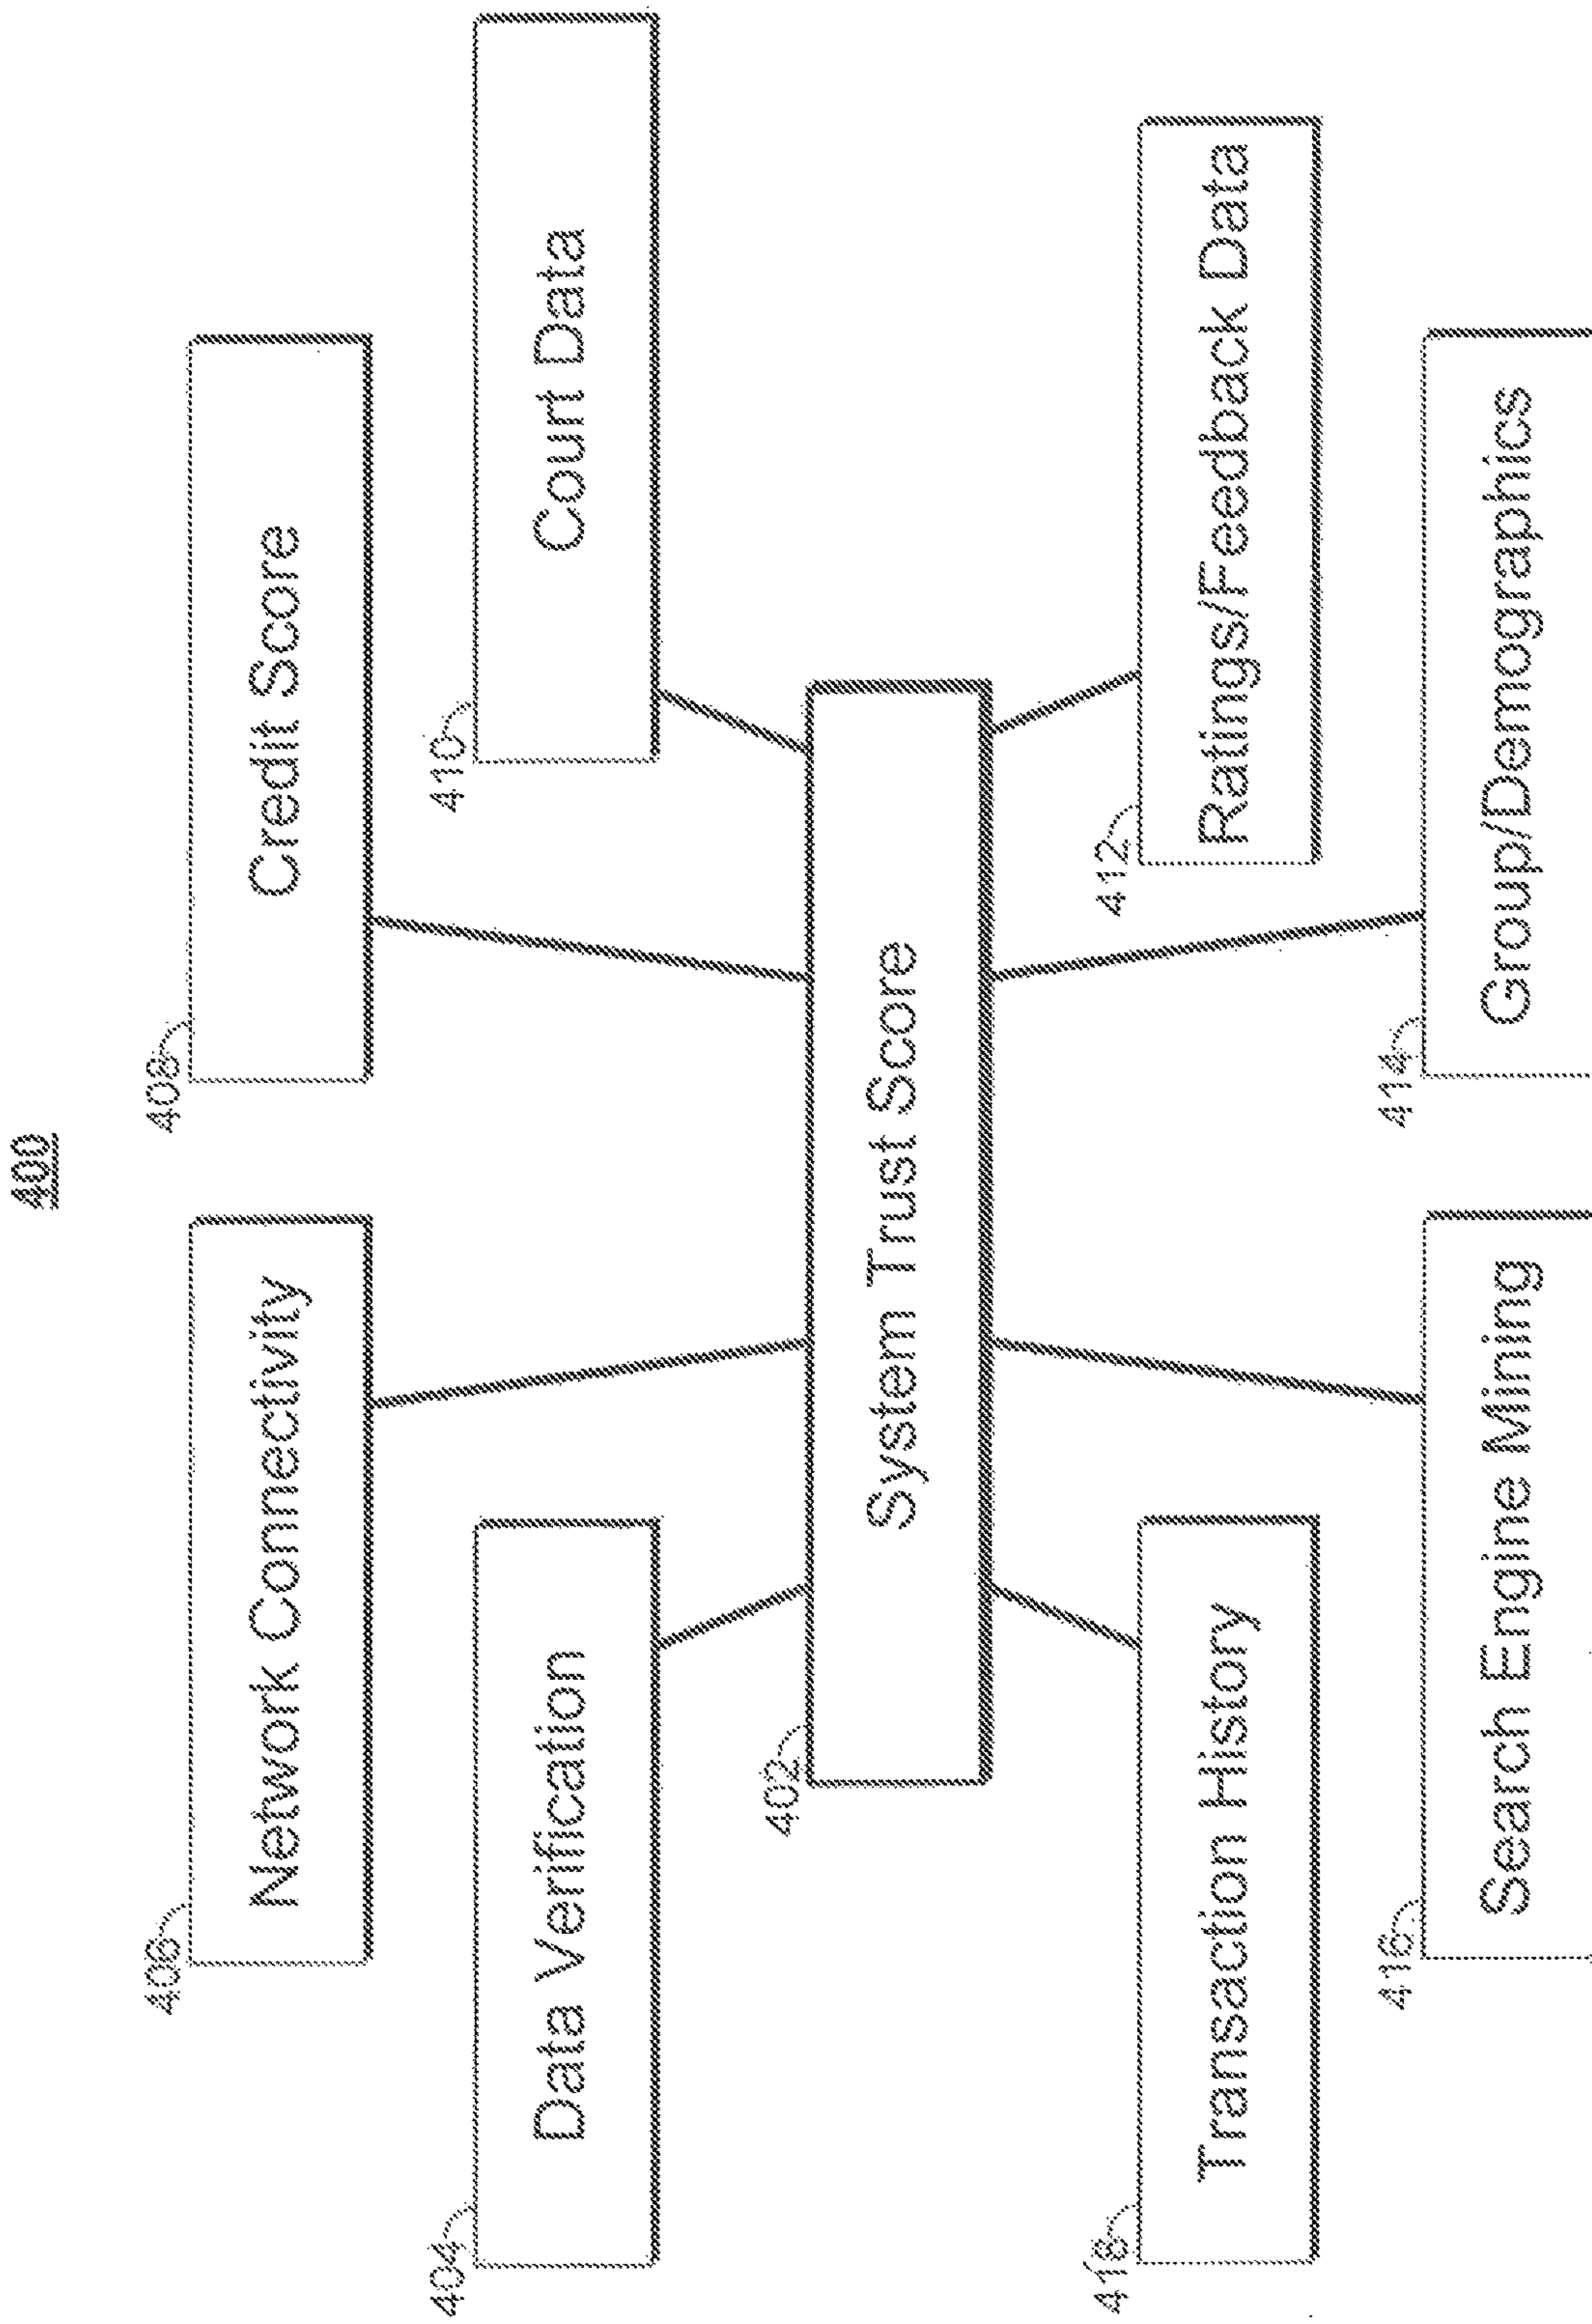 400
406
Network Connectivity
408
Credit Score
404
Data Verification
410
Court Data
402
System Trust Score
418
Transaction History
412
Ratings/Feedback Data
416
Search Engine Mining
414
Group/Demographics